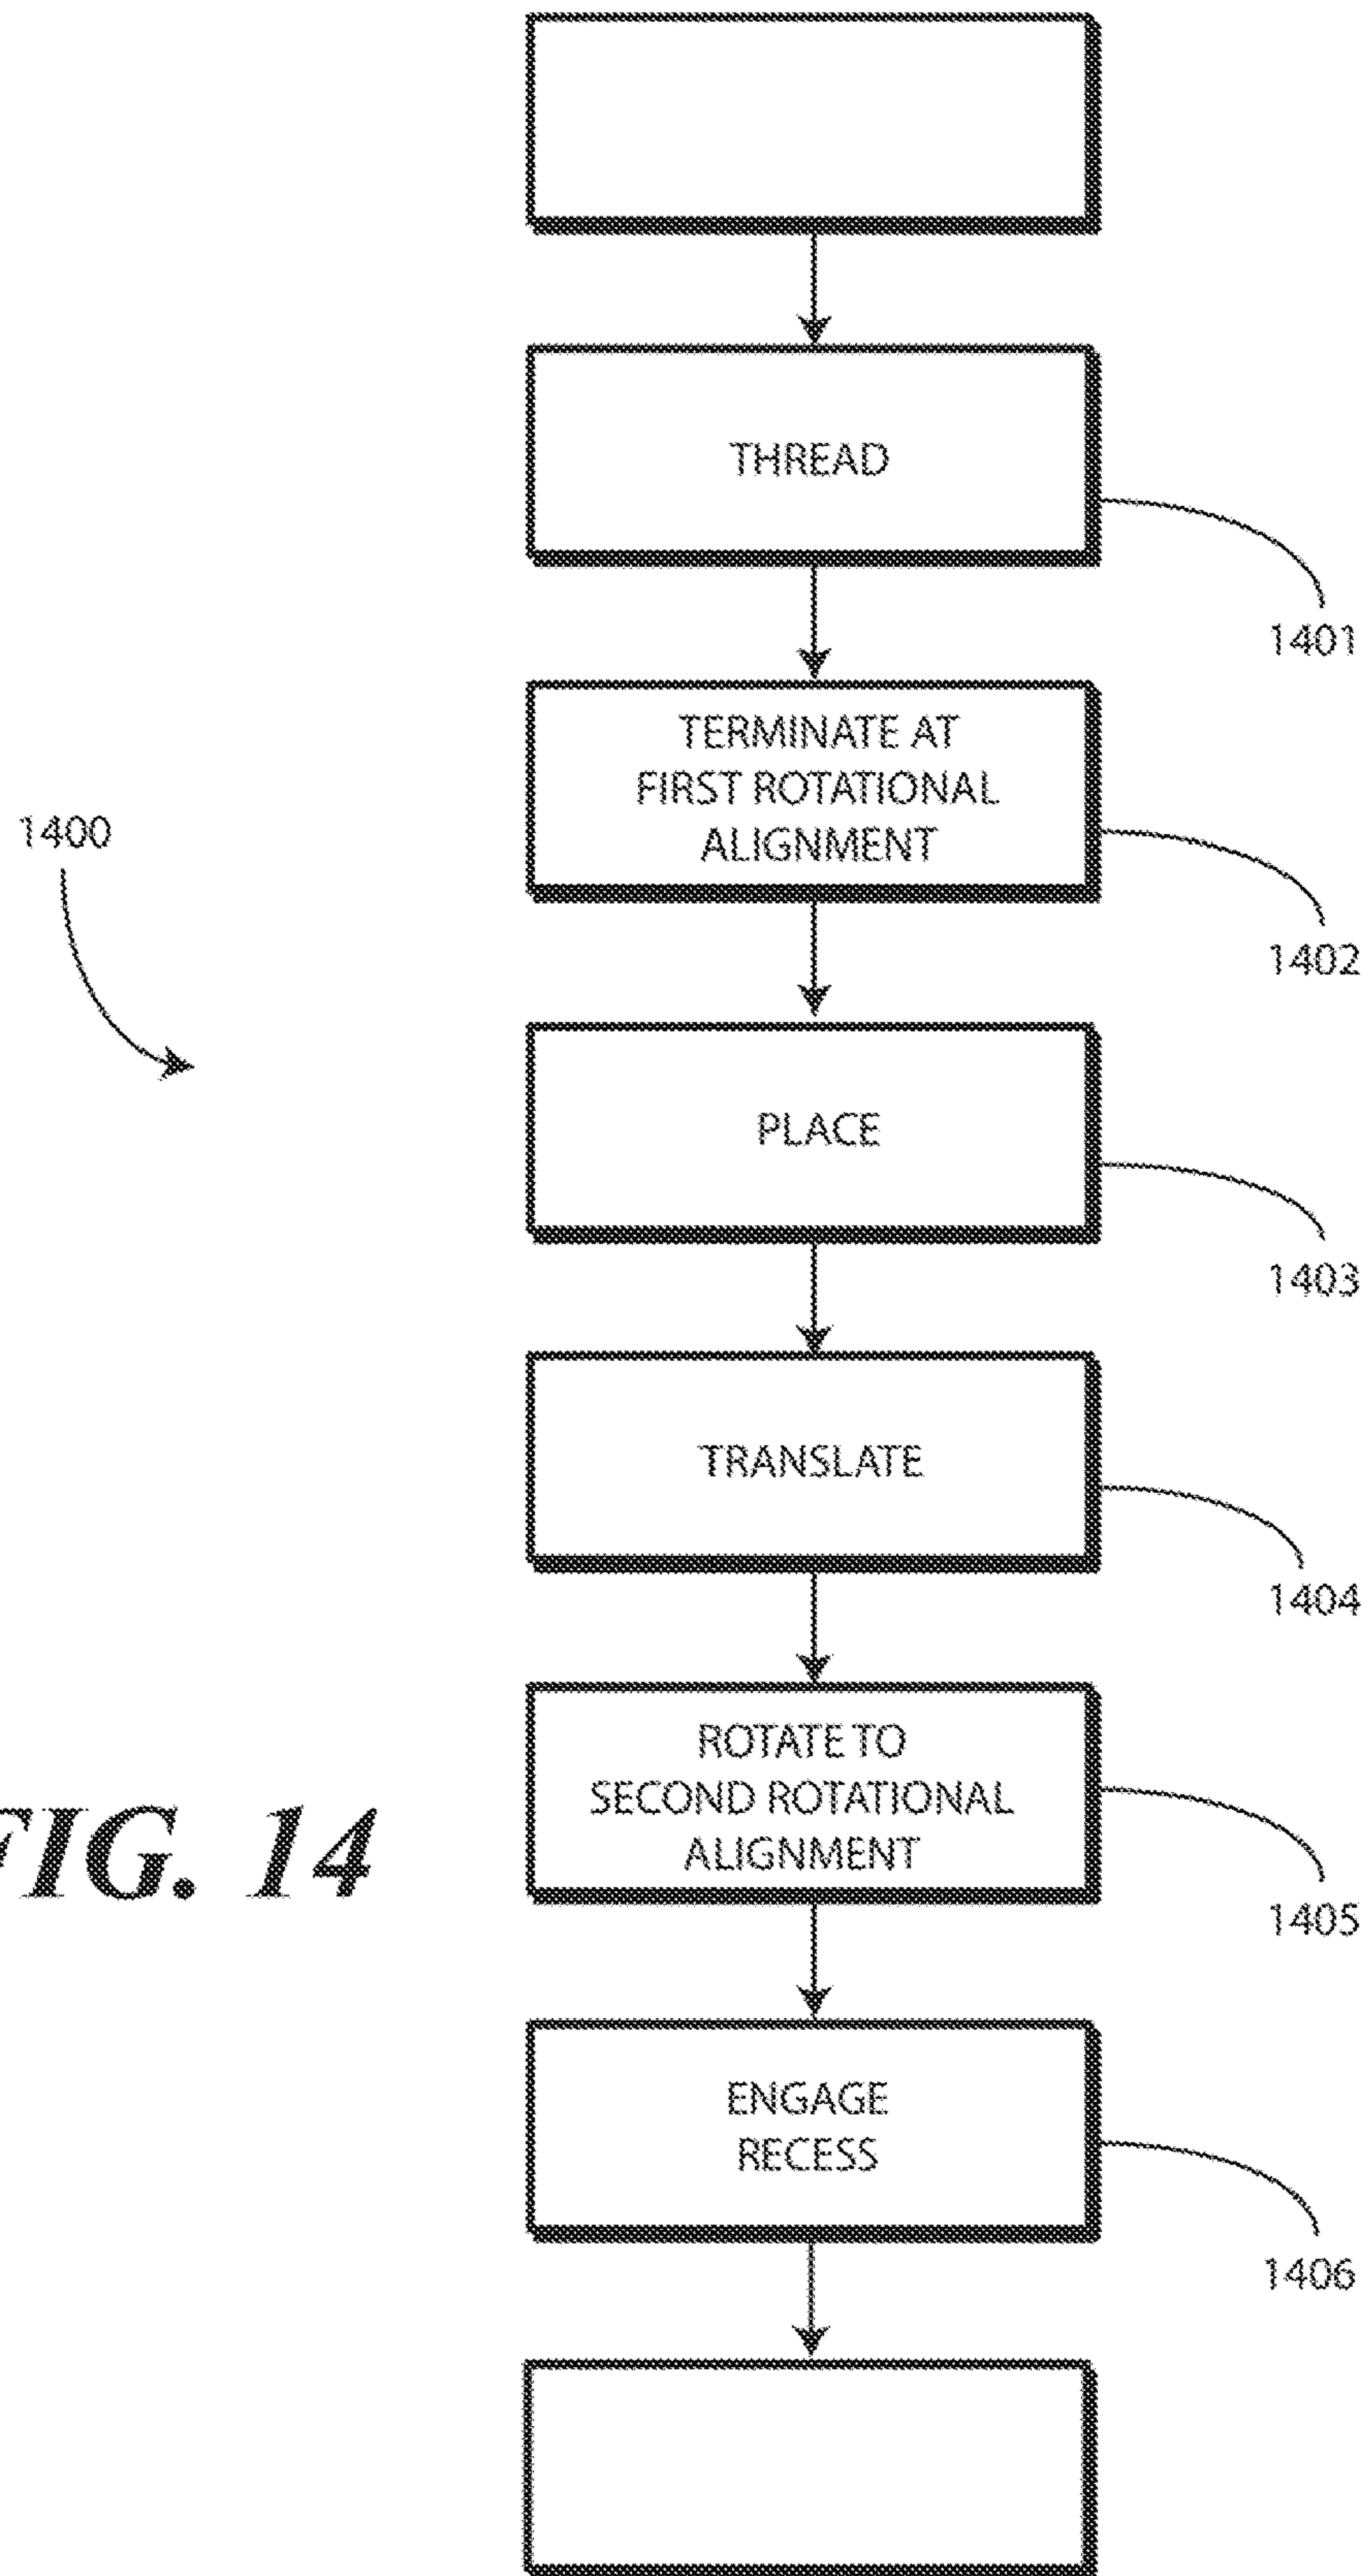 THREAD
1401
TERMINATE AT
FIRST ROTATIONAL
ALIGNMENT
1400
1402
PLACE
1403
TRANSLATE
1404
ROTATE TO
SECOND ROTATIONAL
ALIGNMENT
FIG. 14
1405
ENGAGE
RECESS
1406